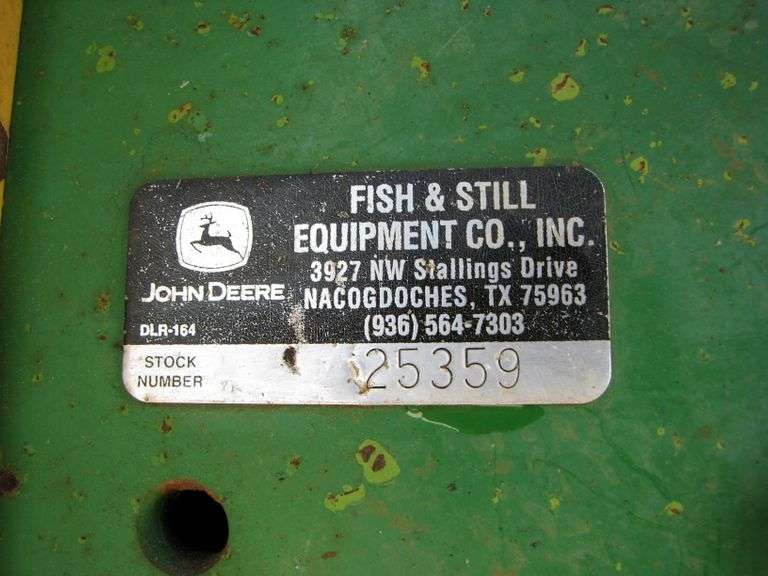 FISH & STILL
EQUIPMENT CO., INC.
3927 NW Stallings Drive
NACOGDOCHES, TX 75963
(936) 564-7303
JOHN DEERE
DLR-164
STOCK
NUMBER
25359